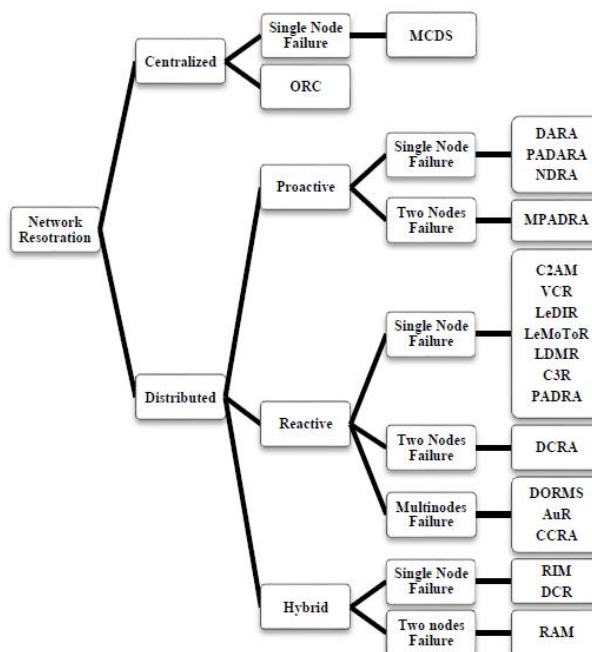 Network
Resotration
Centralized
Single Node
Failure
MCDS
ORC
Distributed
Proactive
Single Node
Failure
DARA
PADARA
NDRA
Two Nodes
Failure
MPADRA
Reactive
Single Node
Failure
C2AM
VCR
LeDIR
LeMoToR
LDMR
C3R
PADRA
Two Nodes
Failure
DCRA
Multinodes
Failure
DORMS
AuR
CCRA
Hybrid
Single Node
Failure
RIM
DCR
Two nodes
Failure
RAM